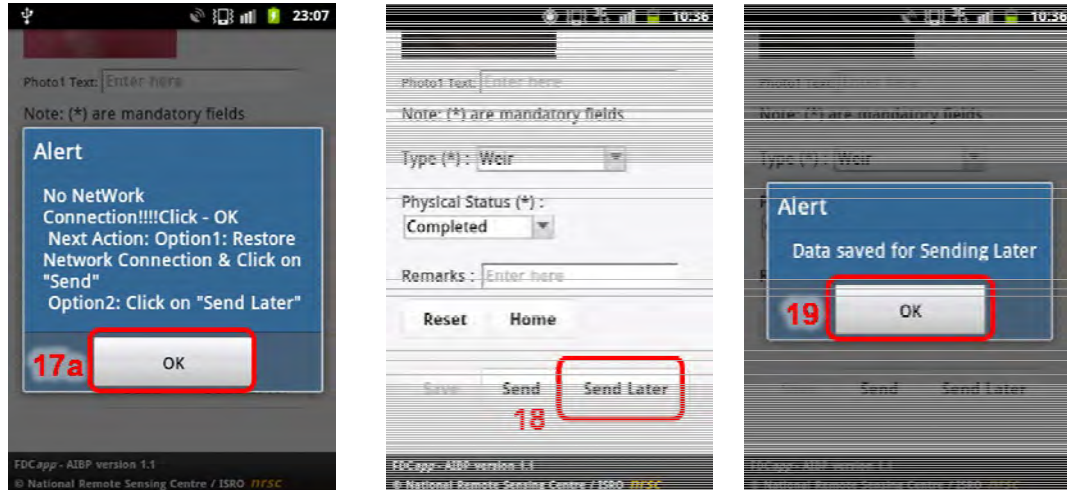 23:07
Photo1 Text: Enter here
Note: (*) are mandatory fields
Alert
No NetWork
Connection!!!!Click - OK
Next Action: Option1: Restore
Network Connection & Click on
"Send"
Option2: Click on "Send Later"
17a
OK
FDCapp - AIBP version 1.1
© National Remote Sensing Centre / ISRO nrsc
10:36
Photo1 Text: Enter here
Note: (*) are mandatory fields
Type (*) : Weir
Physical Status (*) :
Completed
Remarks : Enter here
Reset Home
Save Send Send Later
18
FDCapp - AIBP version 1.1
© National Remote Sensing Centre / ISRO nrsc
10:36
Photo1 Text: Enter here
Note: (*) are mandatory fields
Type (*) : Weir
Alert
Data saved for Sending Later
19
OK
Send Send Later
FDCapp - AIBP version 1.1
© National Remote Sensing Centre / ISRO nrsc